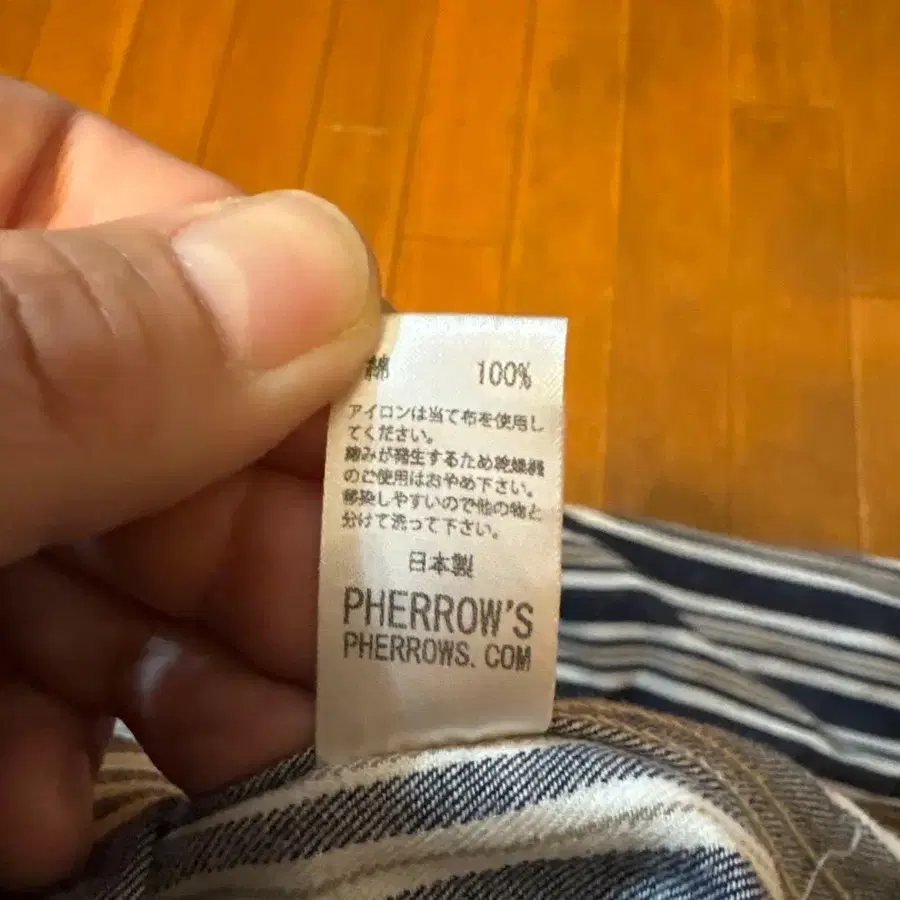 綿 100%
アイロンは当て布を使用し
てください。
縮みが発生するため乾燥機
のご使用はおやめ下さい。
移染しやすいので他の物と
分けて洗って下さい。
日本製
PHERROW'S
PHERROWS.COM